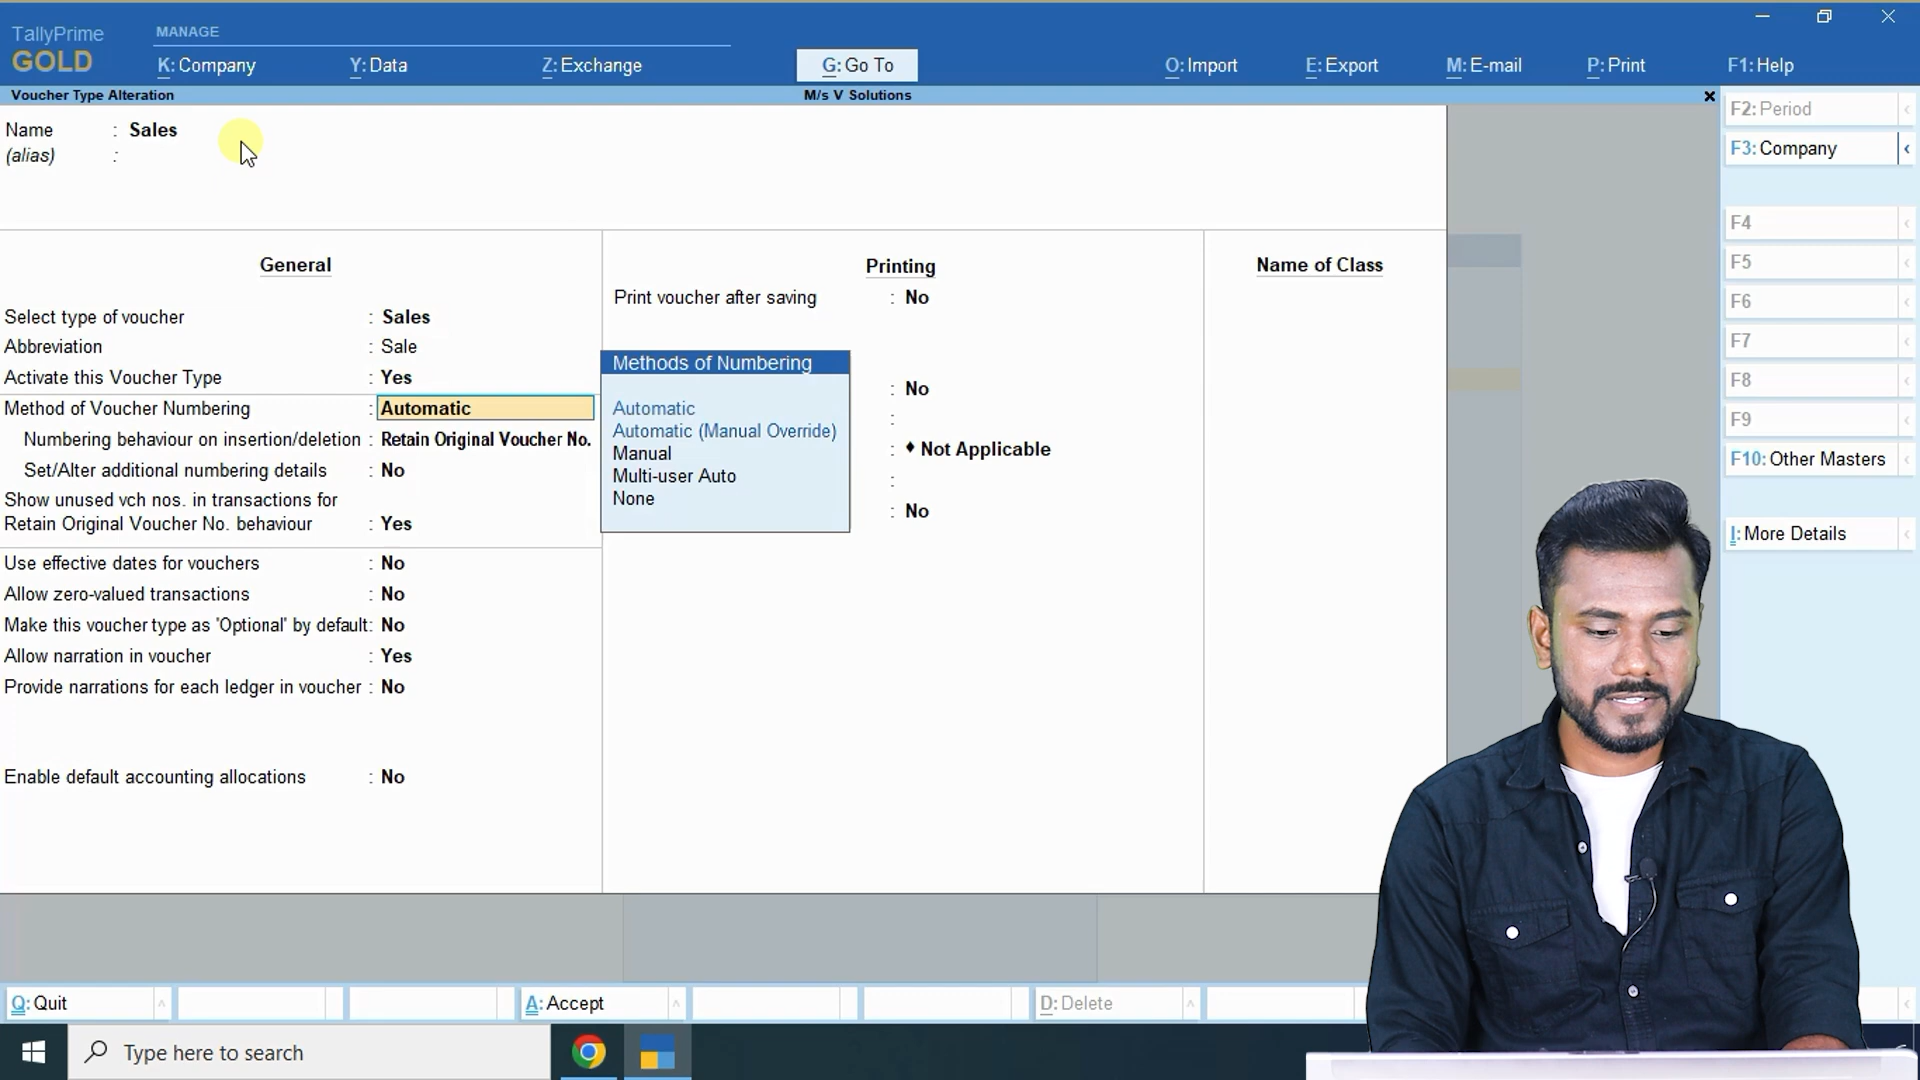 TallyPrime
GOLD
MANAGE
K: Company
Y: Data
Z: Exchange
G: Go To
O: Import
E: Export
M: E-mail
P: Print
F1: Help
Voucher Type Alteration
M/s V Solutions
Name : Sales
(alias) :
General
Select type of voucher : Sales
Abbreviation : Sale
Activate this Voucher Type : Yes
Method of Voucher Numbering : Automatic
Numbering behaviour on insertion/deletion : Retain Original Voucher No.
Set/Alter additional numbering details : No
Show unused vch nos. in transactions for
Retain Original Voucher No. behaviour : Yes
Use effective dates for vouchers : No
Allow zero-valued transactions : No
Make this voucher type as 'Optional' by default : No
Allow narration in voucher : Yes
Provide narrations for each ledger in voucher : No
Enable default accounting allocations : No
Printing
Print voucher after saving : No
Methods of Numbering
Automatic
Automatic (Manual Override)
Manual
Multi-user Auto
None
: No
:
: ♦ Not Applicable
:
: No
Name of Class
F2: Period
F3: Company
F4
F5
F6
F7
F8
F9
F10: Other Masters
I: More Details
Q: Quit
A: Accept
D: Delete
Type here to search